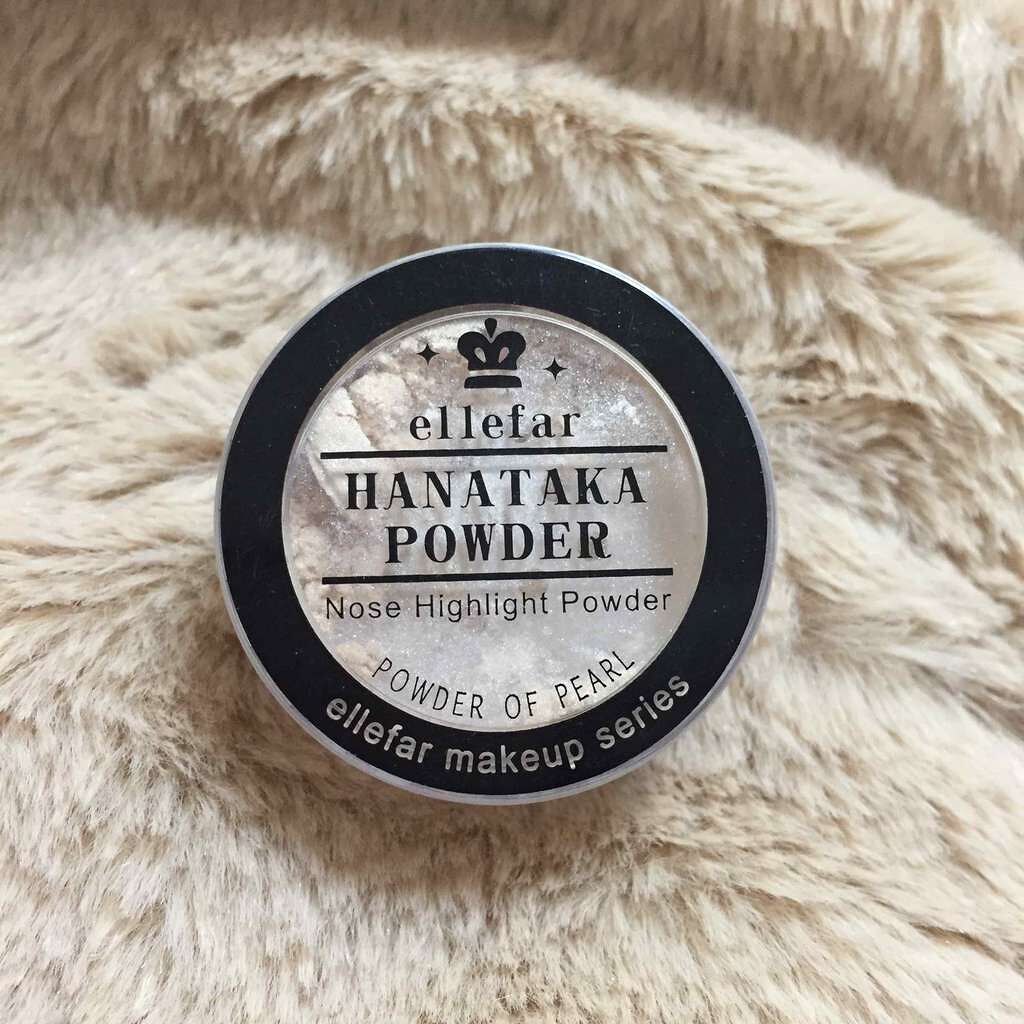 ellefar
HANATAKA
POWDER
Nose Highlight Powder
POWDER OF PEARL
ellefar makeup series